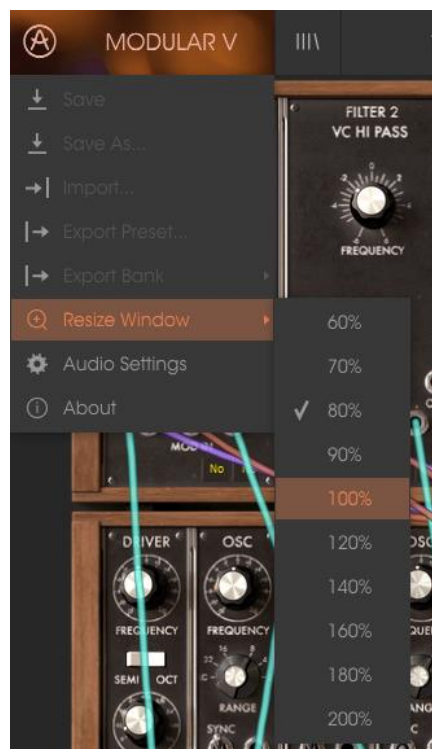 MODULAR V
Save
Save As...
Import...
Export Preset...
Export Bank
Resize Window
Audio Settings
About
60%
70%
80%
90%
100%
120%
140%
160%
180%
200%
FILTER 2
VC HI PASS
FREQUENCY
No
DRIVER
OSC
FREQUENCY
FREQUENCY
SEMI OCT
RANGE
SYNC